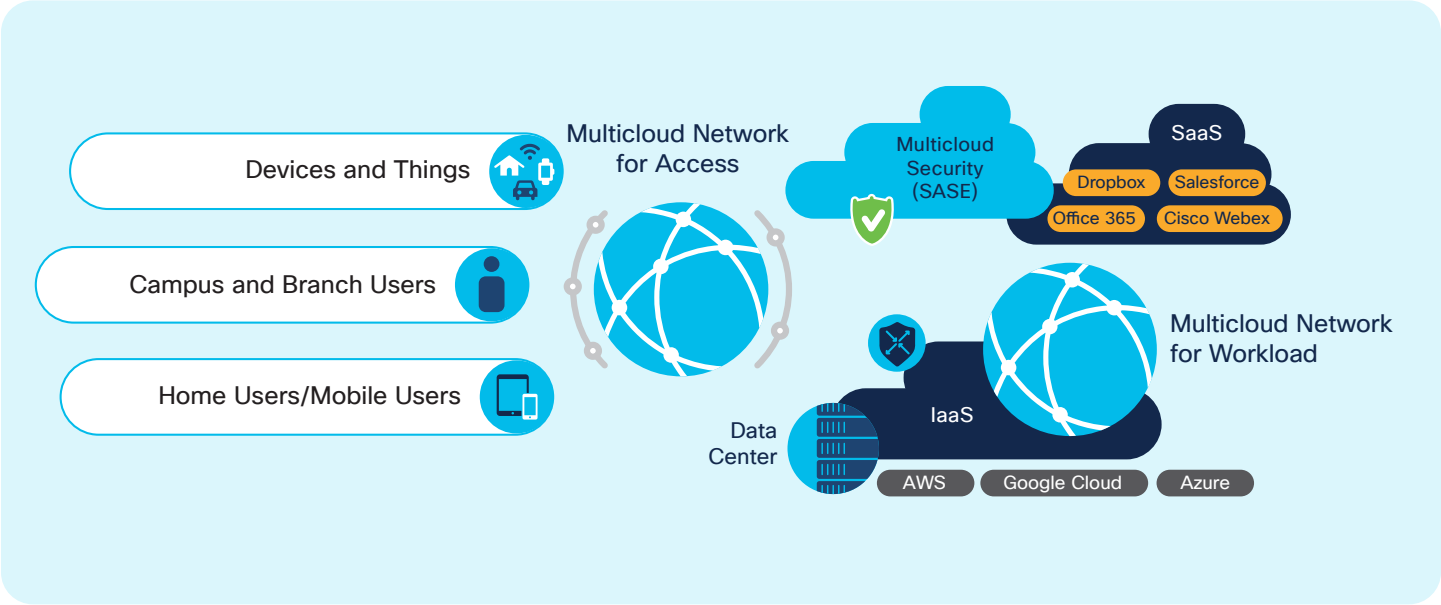 Devices and Things
Campus and Branch Users
Home Users/Mobile Users
Multicloud Network
for Access
Multicloud
Security
(SASE)
SaaS
Dropbox
Salesforce
Office 365
Cisco Webex
Multicloud Network
for Workload
IaaS
Data
Center
AWS
Google Cloud
Azure